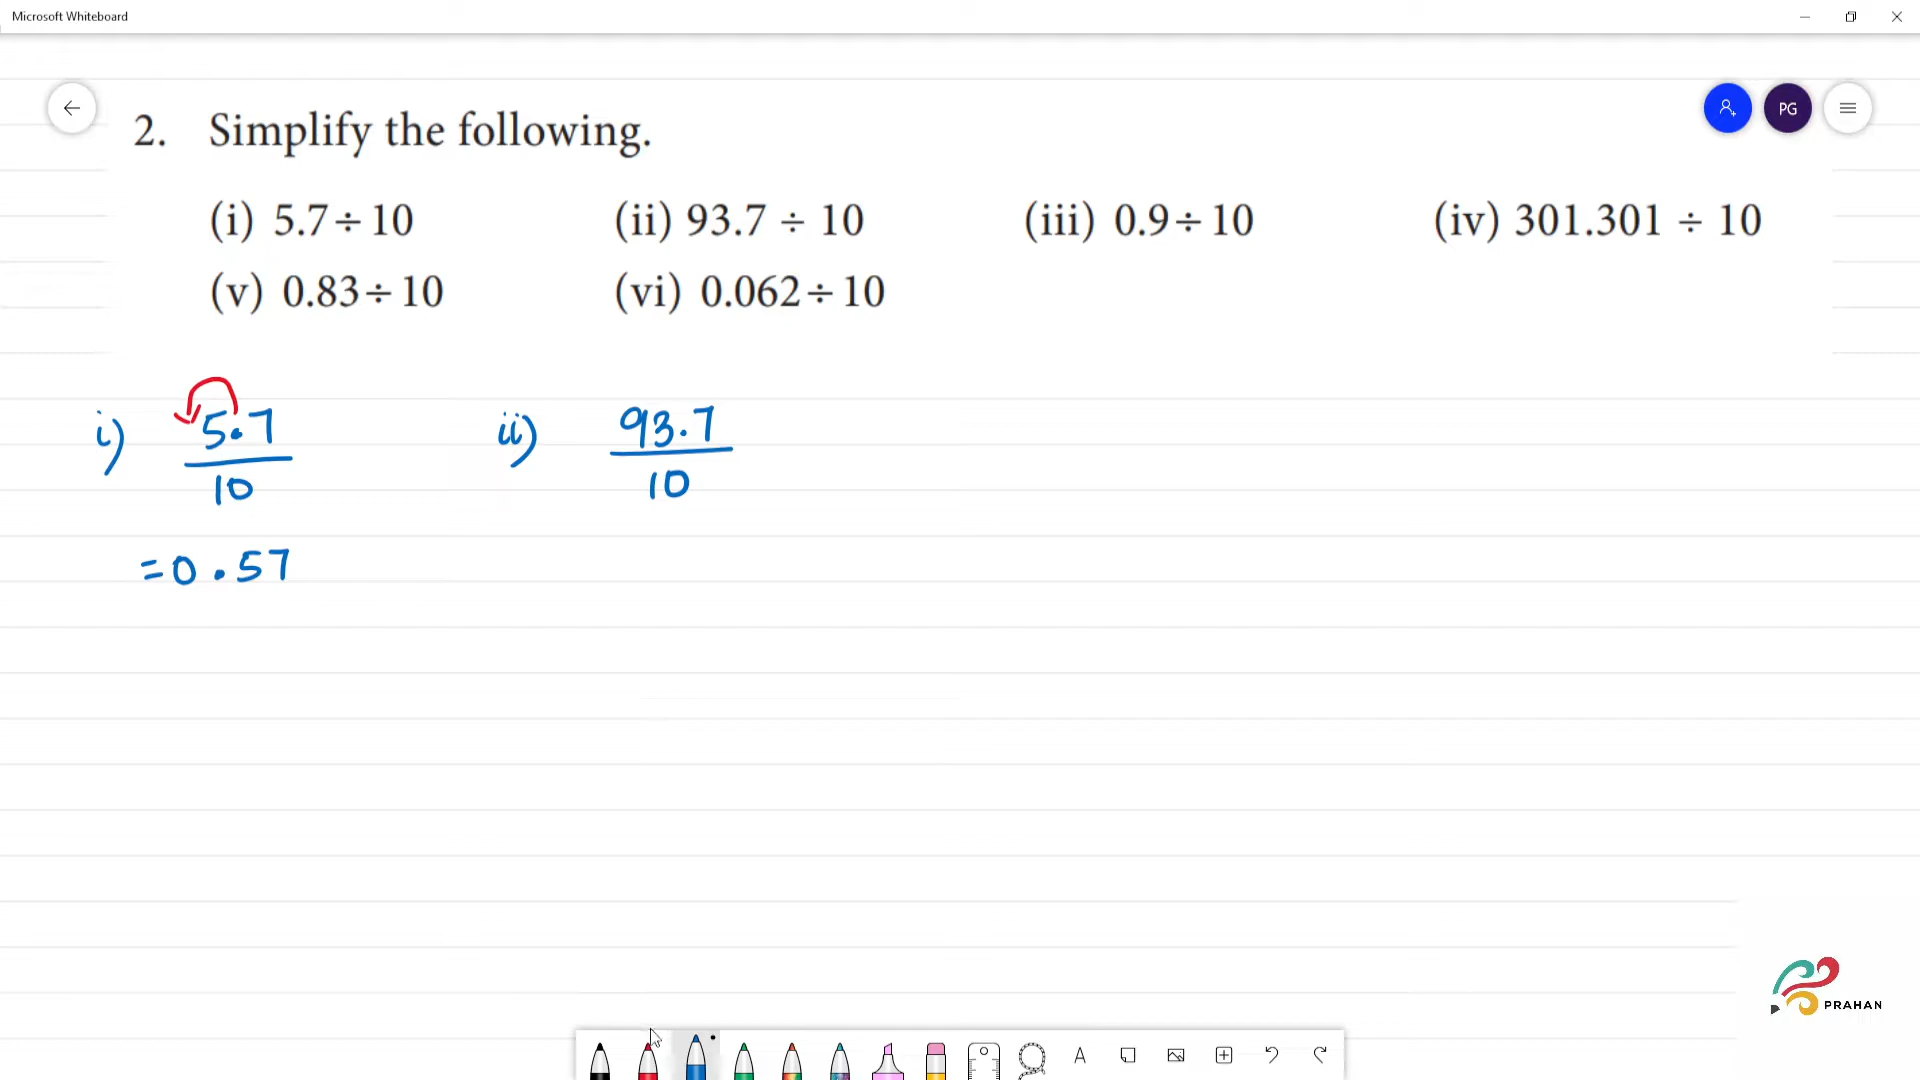 Microsoft Whiteboard
PG
2. Simplify the following.
(i) 5.7 ÷ 10 (ii) 93.7 ÷ 10 (iii) 0.9 ÷ 10 (iv) 301.301 ÷ 10
(v) 0.83 ÷ 10 (vi) 0.062 ÷ 10
i) 5.7 ii) 93.7
10 10
= 0.57
PRAHAN
A